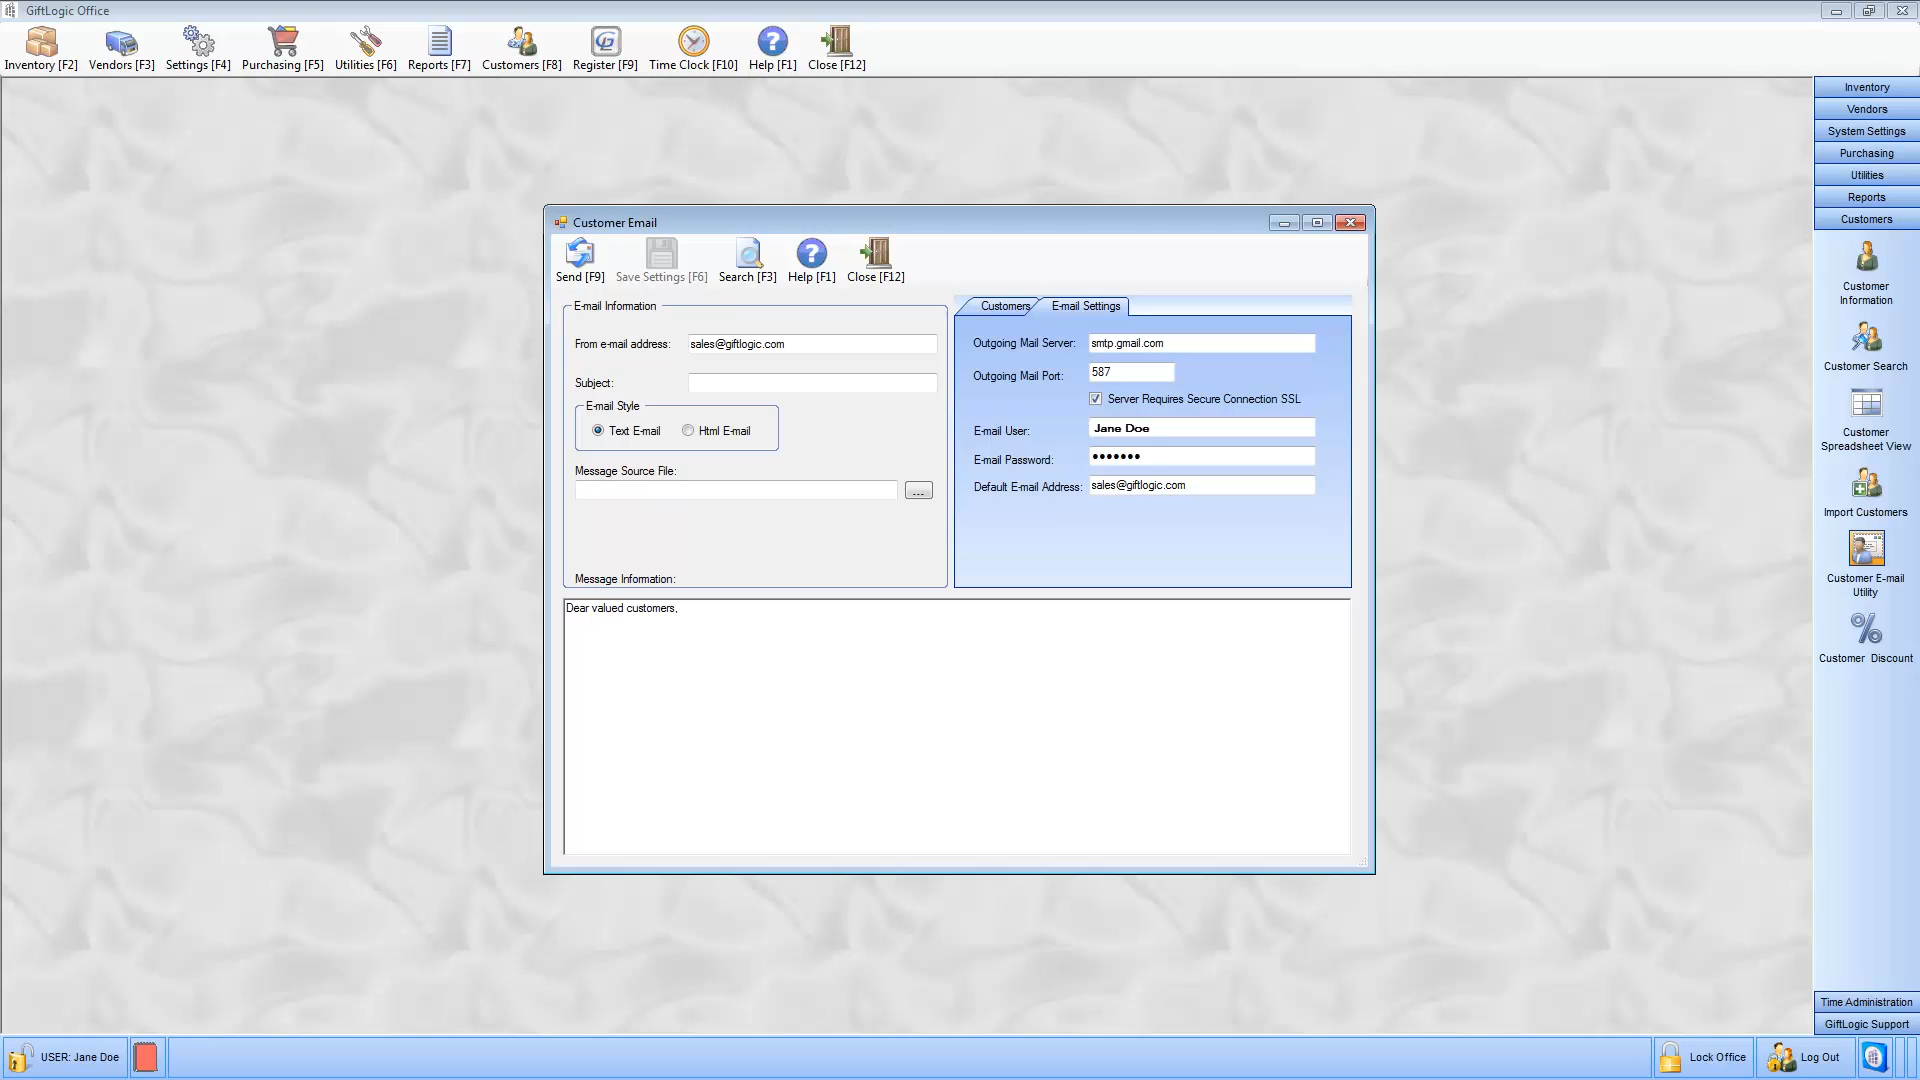 GiftLogic Office
Inventory [F2] Vendors [F3] Settings [F4] Purchasing [F5] Utilities [F6] Reports [F7] Customers [F8] Register [F9] Time Clock [F10] Help [F1] Close [F12]
Inventory
Vendors
System Settings
Purchasing
Utilities
Reports
Customers
Customer
Information
Customer Search
Customer
Spreadsheet View
Import Customers
Customer E-mail
Utility
Customer Discount
Time Administration
GiftLogic Support
Customer Email
Send [F9] Save Settings [F6] Search [F3] Help [F1] Close [F12]
E-mail Information
From e-mail address: sales@giftlogic.com
Subject:
E-mail Style
Text E-mail Html E-mail
Message Source File:
...
Message Information:
Customers E-mail Settings
Outgoing Mail Server: smtp.gmail.com
Outgoing Mail Port: 587
Server Requires Secure Connection SSL
E-mail User: Jane Doe
E-mail Password: •••••••
Default E-mail Address: sales@giftlogic.com
Dear valued customers,
USER: Jane Doe
Lock Office
Log Out